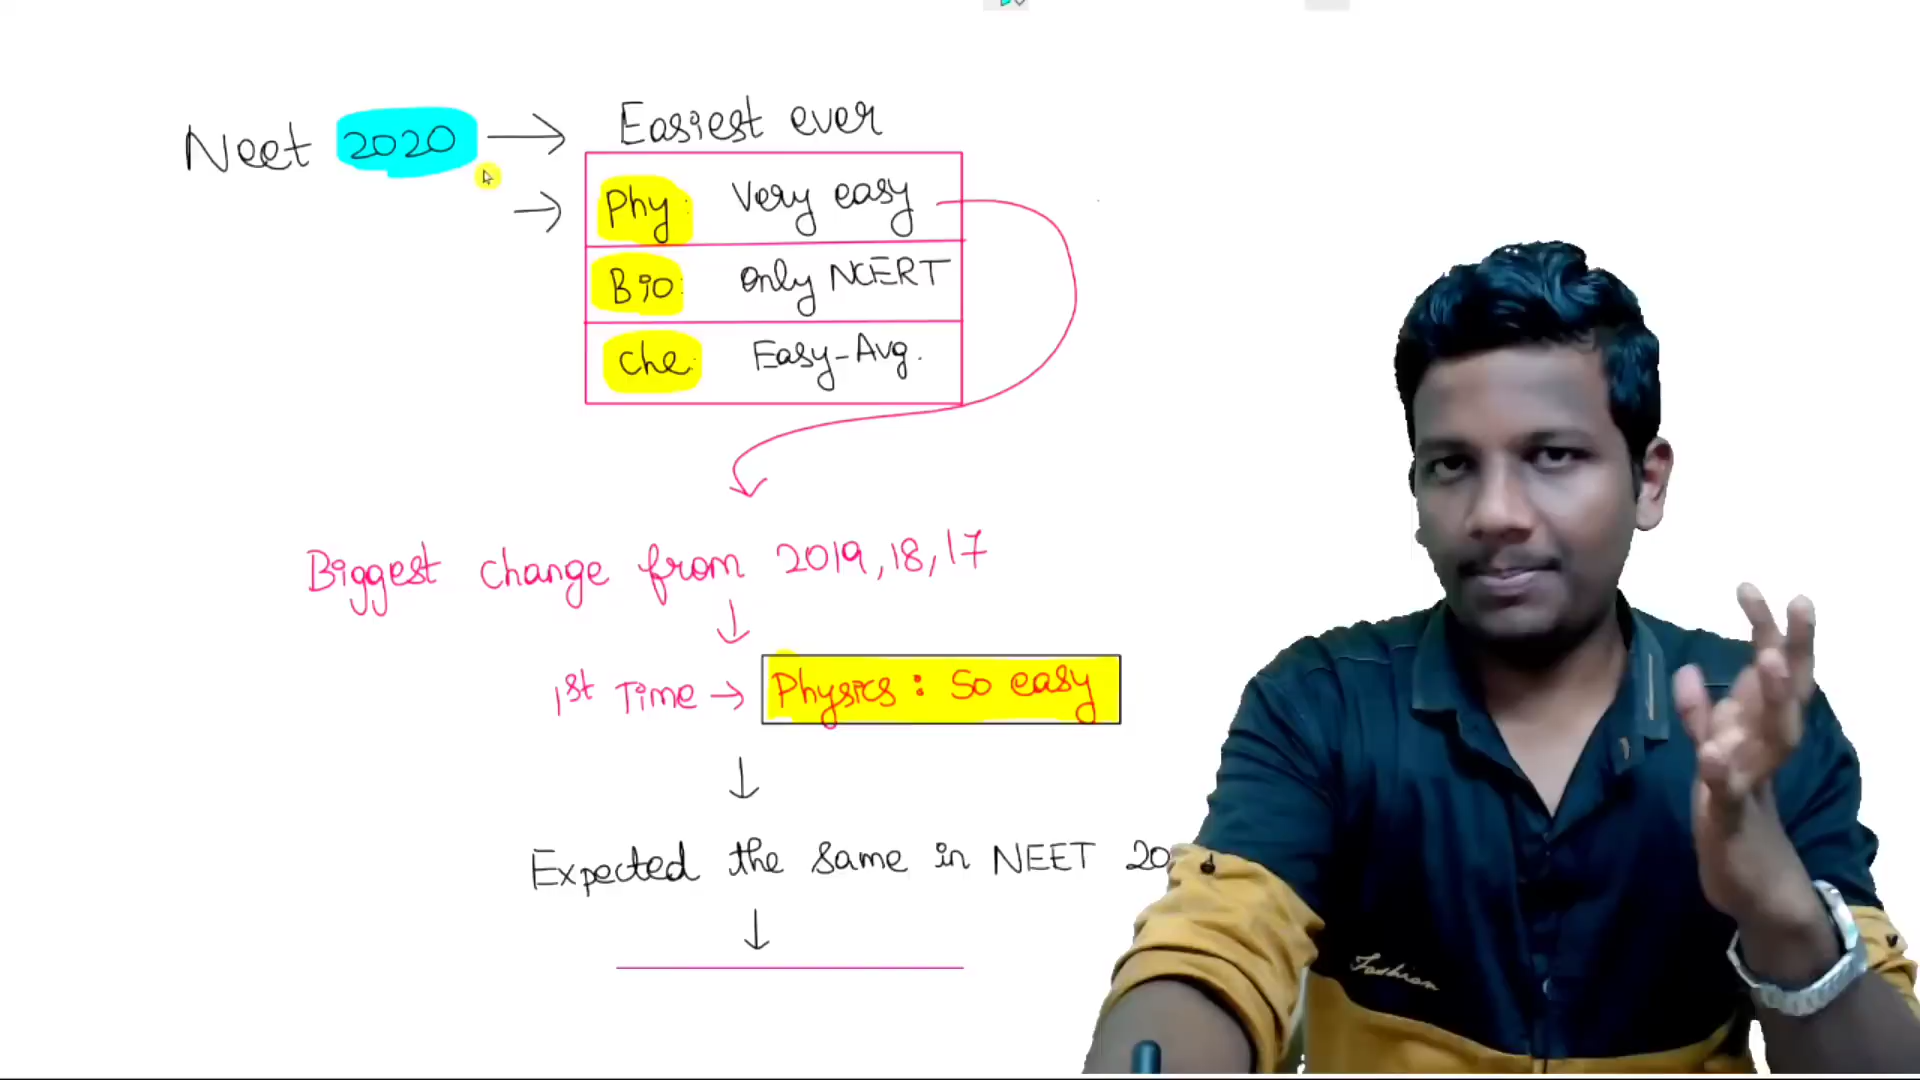 Neet 2020 → Easiest ever
→ Phy: Very easy
Bio: Only NCERT
Che: Easy-Avg.
Biggest change from 2019, 18, 17
↓
1st Time → Physics: So easy
↓
Expected the same in NEET 20
↓
Fashion